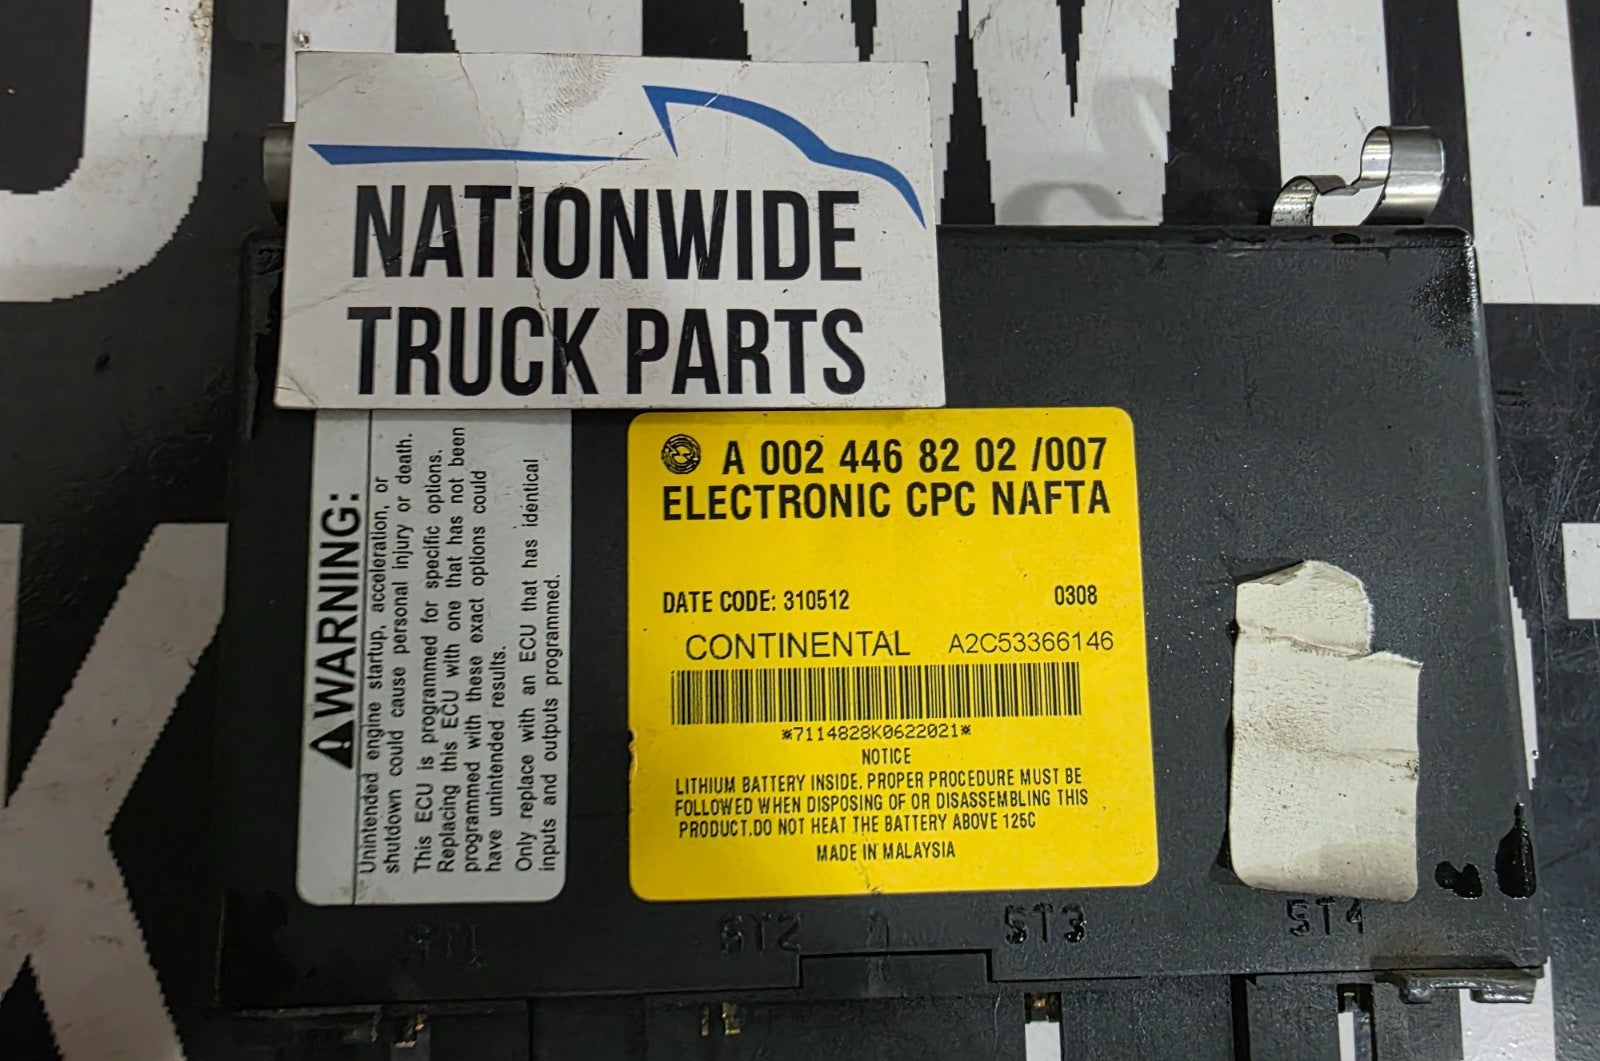 NATIONWIDE
TRUCK PARTS
WARNING:
Unintended engine startup, acceleration, or
shutdown could cause personal injury or death.
This ECU is programmed for specific options.
Replacing this ECU with one that has not been
programmed with these exact options could
have unintended results.
Only replace with an ECU that has identical
inputs and outputs programmed.
A 002 446 82 02 /007
ELECTRONIC CPC NAFTA
DATE CODE: 310512 0308
CONTINENTAL A2C53366146
*7114828K0622021*
NOTICE
LITHIUM BATTERY INSIDE. PROPER PROCEDURE MUST BE
FOLLOWED WHEN DISPOSING OF OR DISASSEMBLING THIS
PRODUCT.DO NOT HEAT THE BATTERY ABOVE 125C
MADE IN MALAYSIA
ST1 ST2 ST3 ST4